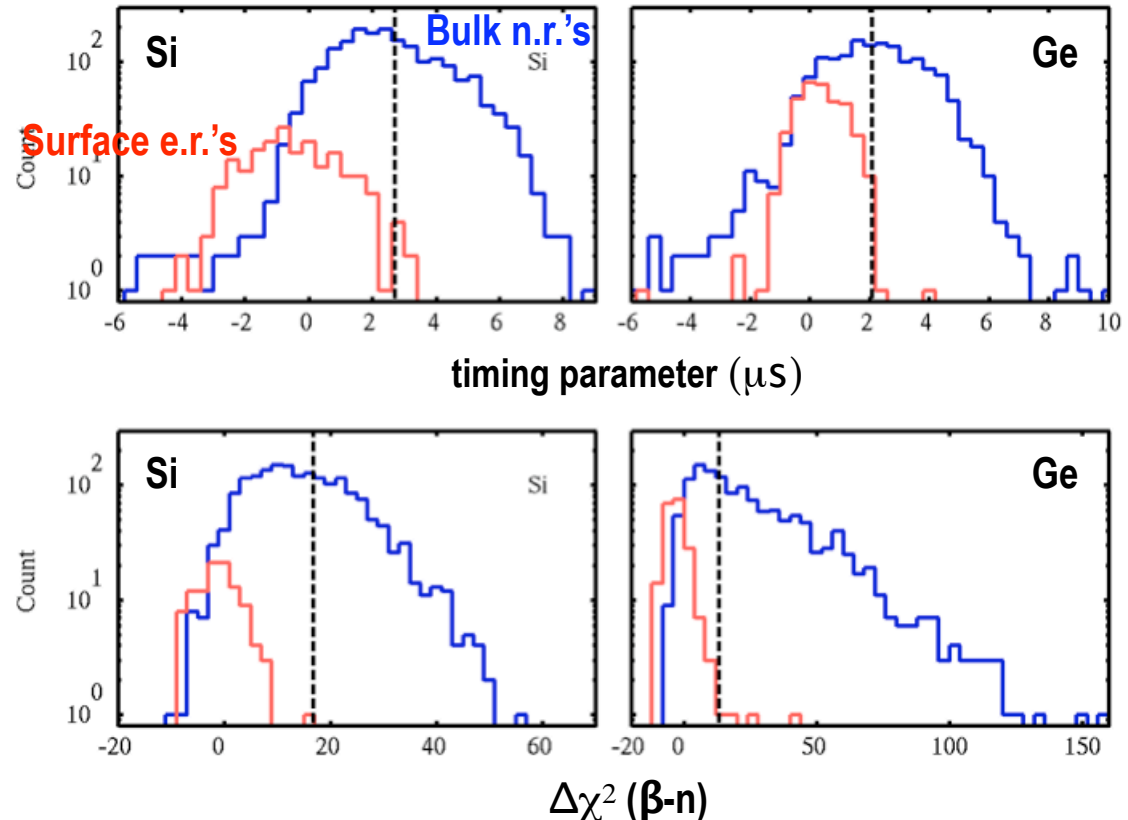 Si
Bulk n.r.'s
Si
Ge
Surface e.r.'s
Count
10 2
10 1
10 0
-6 -4 -2 0 2 4 6 8
-6 -4 -2 0 2 4 6 8 10
timing parameter (μs)
Si
Si
Ge
Count
10 2
10 1
10 0
-20 0 20 40 60
-20 0 50 100 150
Δχ² (β-n)